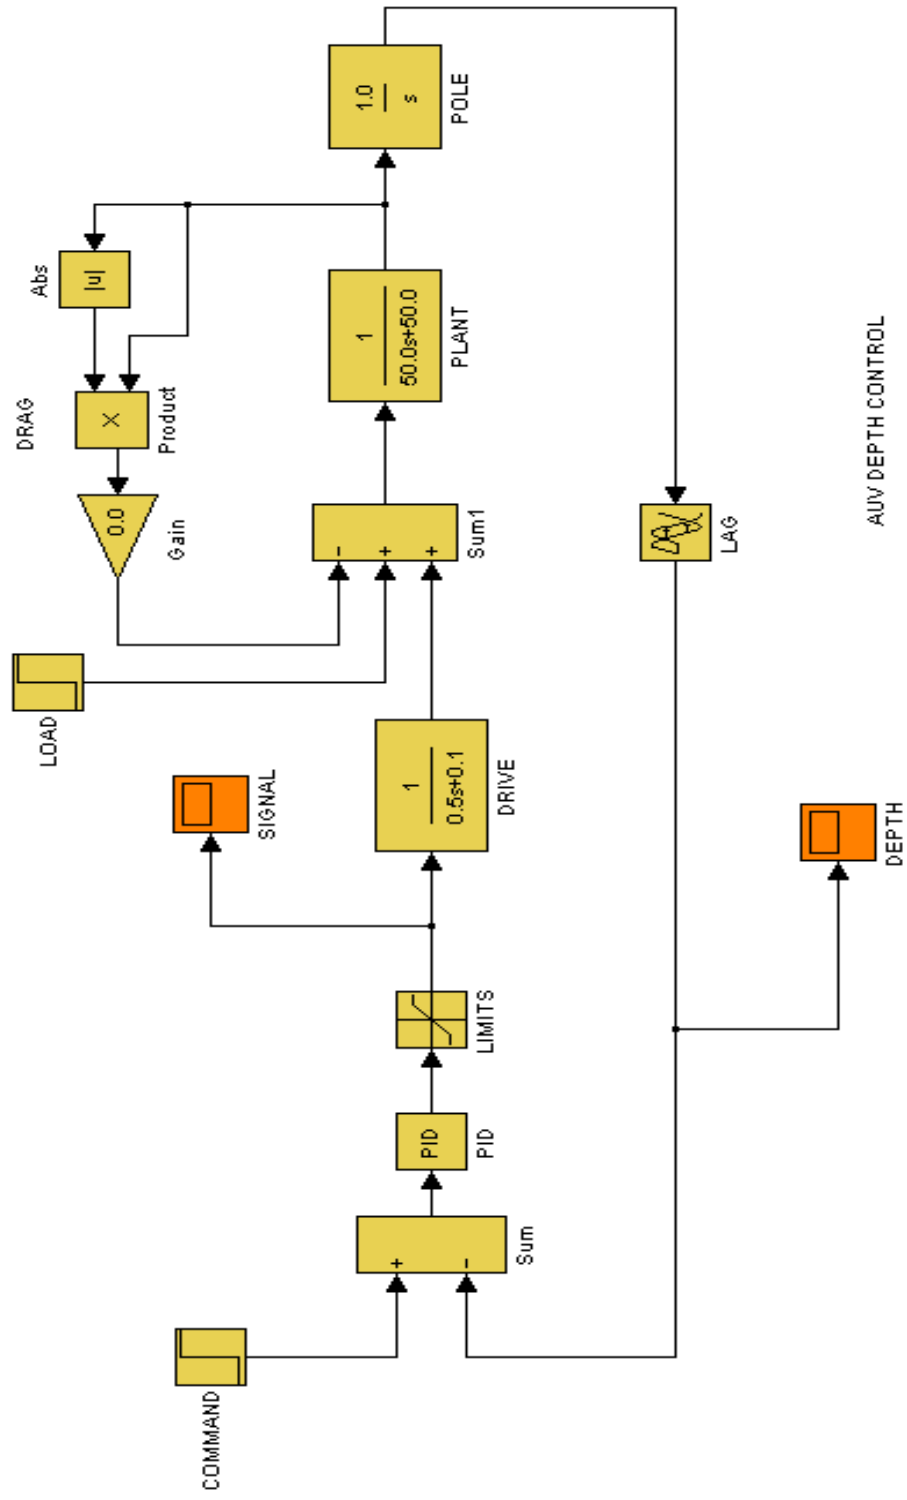 COMMAND
+
-
Sum
PID
PID
LIMITS
SIGNAL
1
0.5s+0.1
DRIVE
LOAD
-
+
+
Sum1
0.0
Gain
DRAG
X
Product
|u|
Abs
1
50.0s+50.0
PLANT
1.0
s
POLE
LAG
DEPTH
AUV DEPTH CONTROL